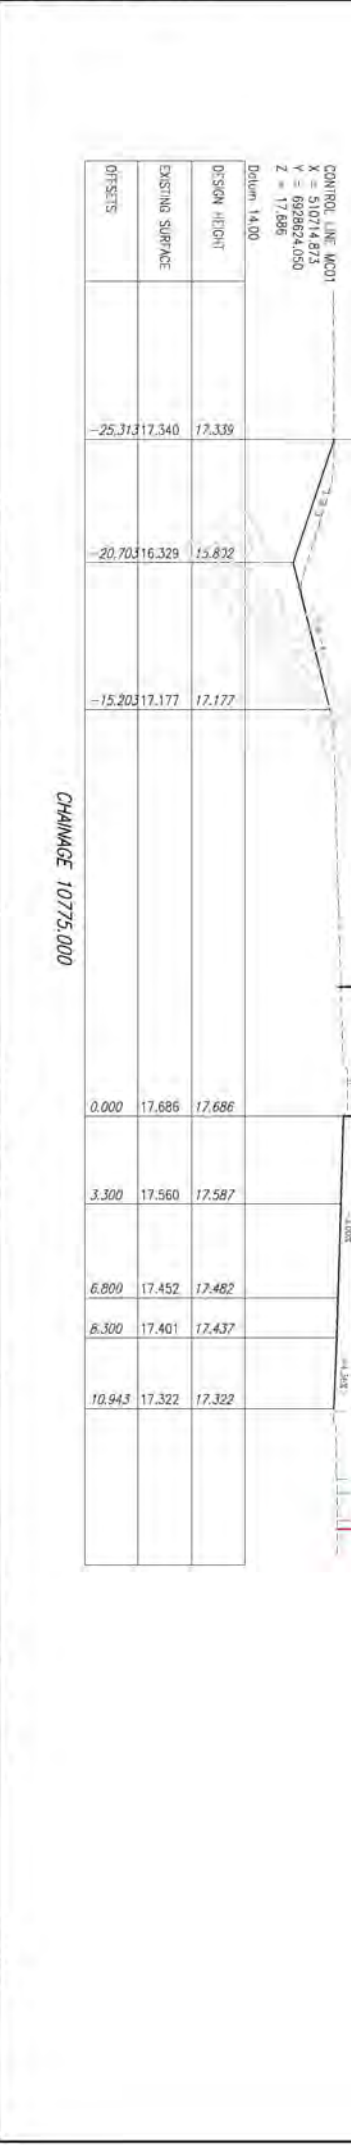 CONTROL LINE MC01
X = 510714.873
Y = 6928624.050
Z = 17.686
Datum 14.00
DESIGN HEIGHT 17.339 15.802 17.177 17.686 17.587 17.482 17.437 17.322
EXISTING SURFACE 17.340 16.329 17.177 17.686 17.560 17.452 17.401 17.322
OFFSETS -25.313 -20.703 -15.203 0.000 3.300 6.800 8.300 10.943
CHAINAGE 10775.000